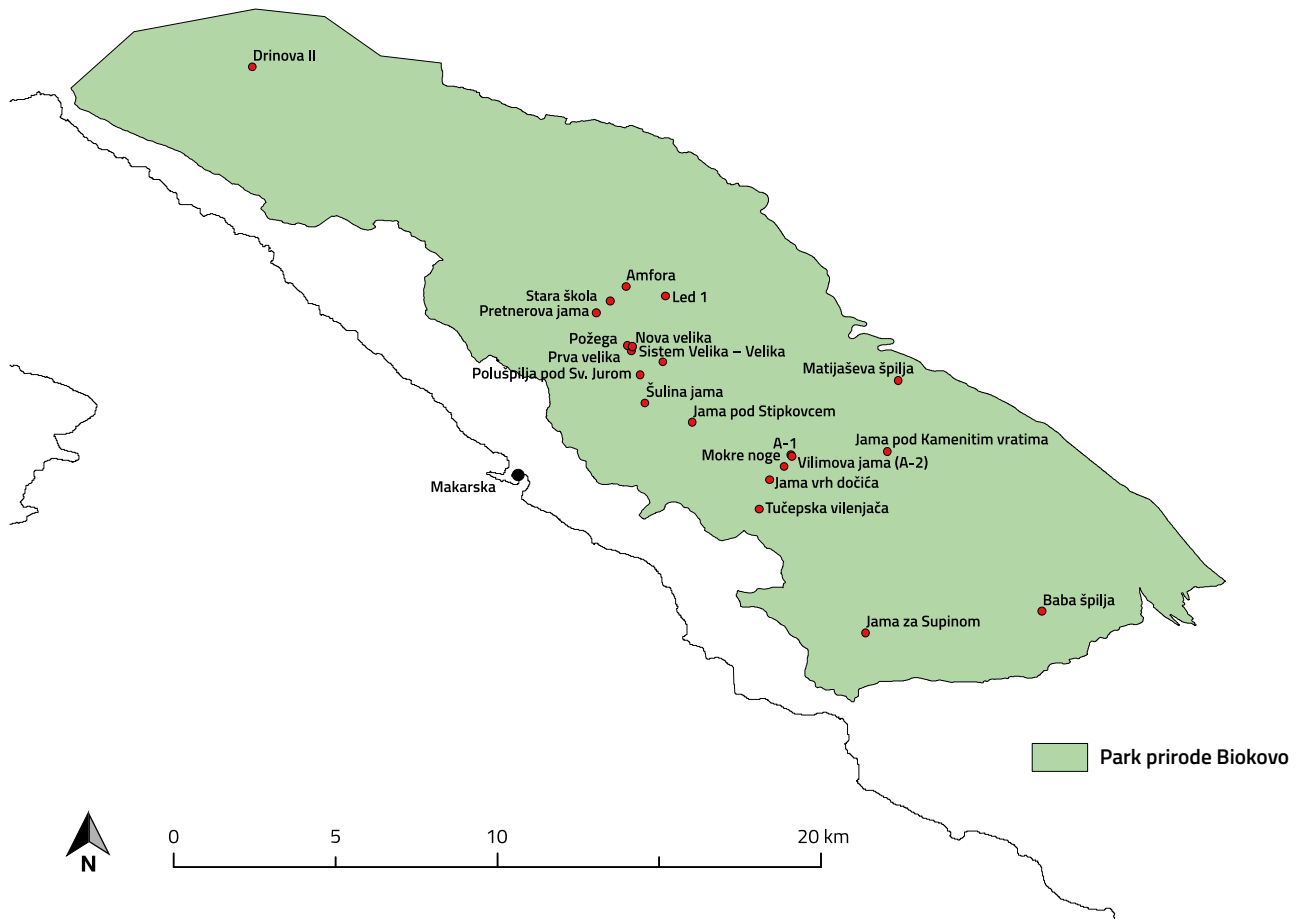 Drinova II
Amfora
Stara škola
Led 1
Pretnerova jama
Požega
Nova velika
Prva velika
Sistem Velika – Velika
Polušpilja pod Sv. Jurom
Matijaševa špilja
Šulina jama
Jama pod Stipkovcem
A-1
Jama pod Kamenitim vratima
Mokre noge
Vilimova jama (A-2)
Jama vrh dočića
Makarska
Tučepska vilenjača
Baba špilja
Jama za Supinom
Park prirode Biokovo
0
5
10
20 km
N